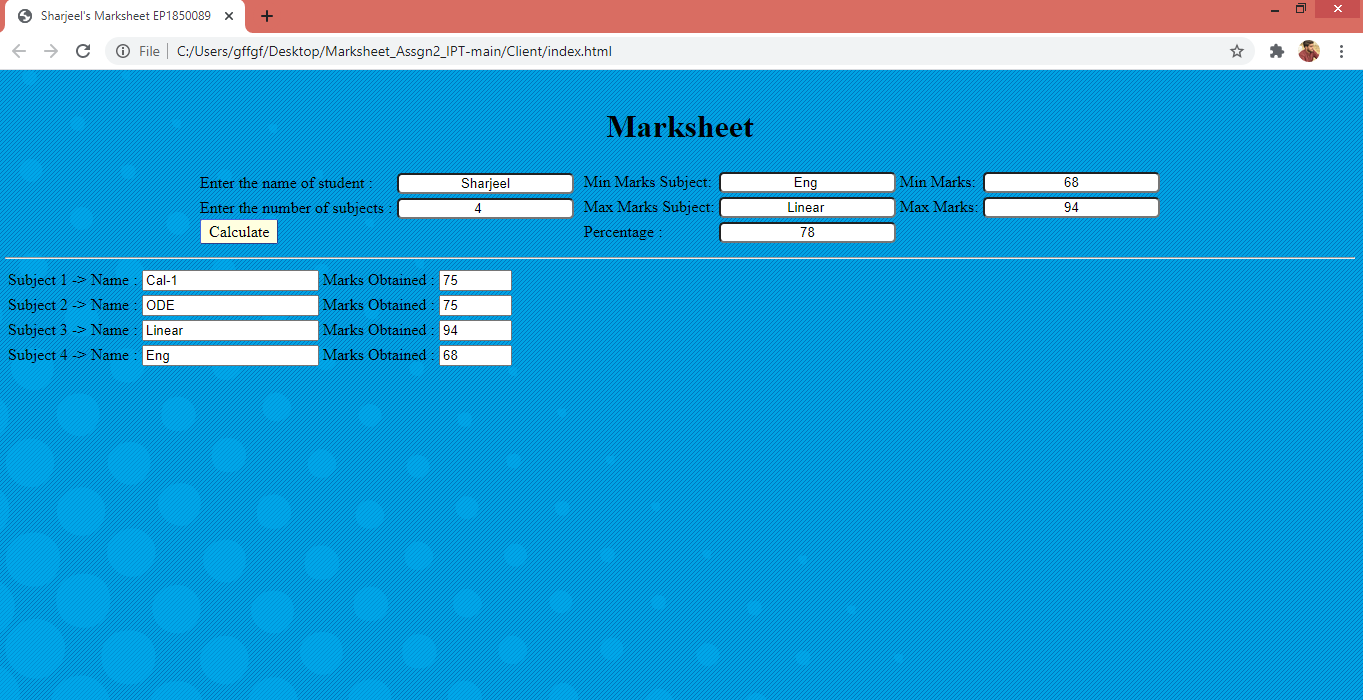 Sharjeel's Marksheet EP1850089
File C:/Users/gffgf/Desktop/Marksheet_Assgn2_IPT-main/Client/index.html
Marksheet
Enter the name of student : Sharjeel Min Marks Subject: Eng Min Marks: 68
Enter the number of subjects : 4 Max Marks Subject: Linear Max Marks: 94
Calculate Percentage : 78
Subject 1 -> Name : Cal-1 Marks Obtained : 75
Subject 2 -> Name : ODE Marks Obtained : 75
Subject 3 -> Name : Linear Marks Obtained : 94
Subject 4 -> Name : Eng Marks Obtained : 68